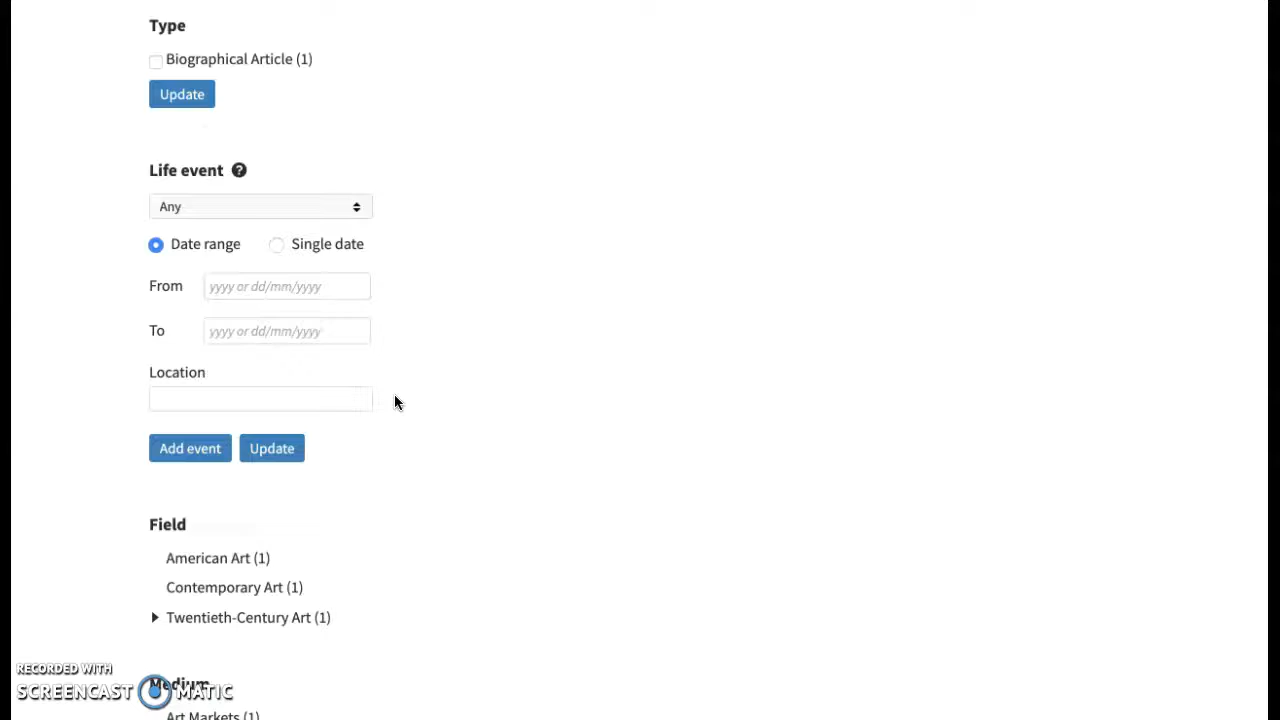 Type
Biographical Article (1)
Update
Life event ?
Any
Date range Single date
From yyyy or dd/mm/yyyy
To yyyy or dd/mm/yyyy
Location
Add event Update
Field
American Art (1)
Contemporary Art (1)
Twentieth-Century Art (1)
RECORDED WITH
SCREENCAST MATIC
Medium
Art Markets (1)